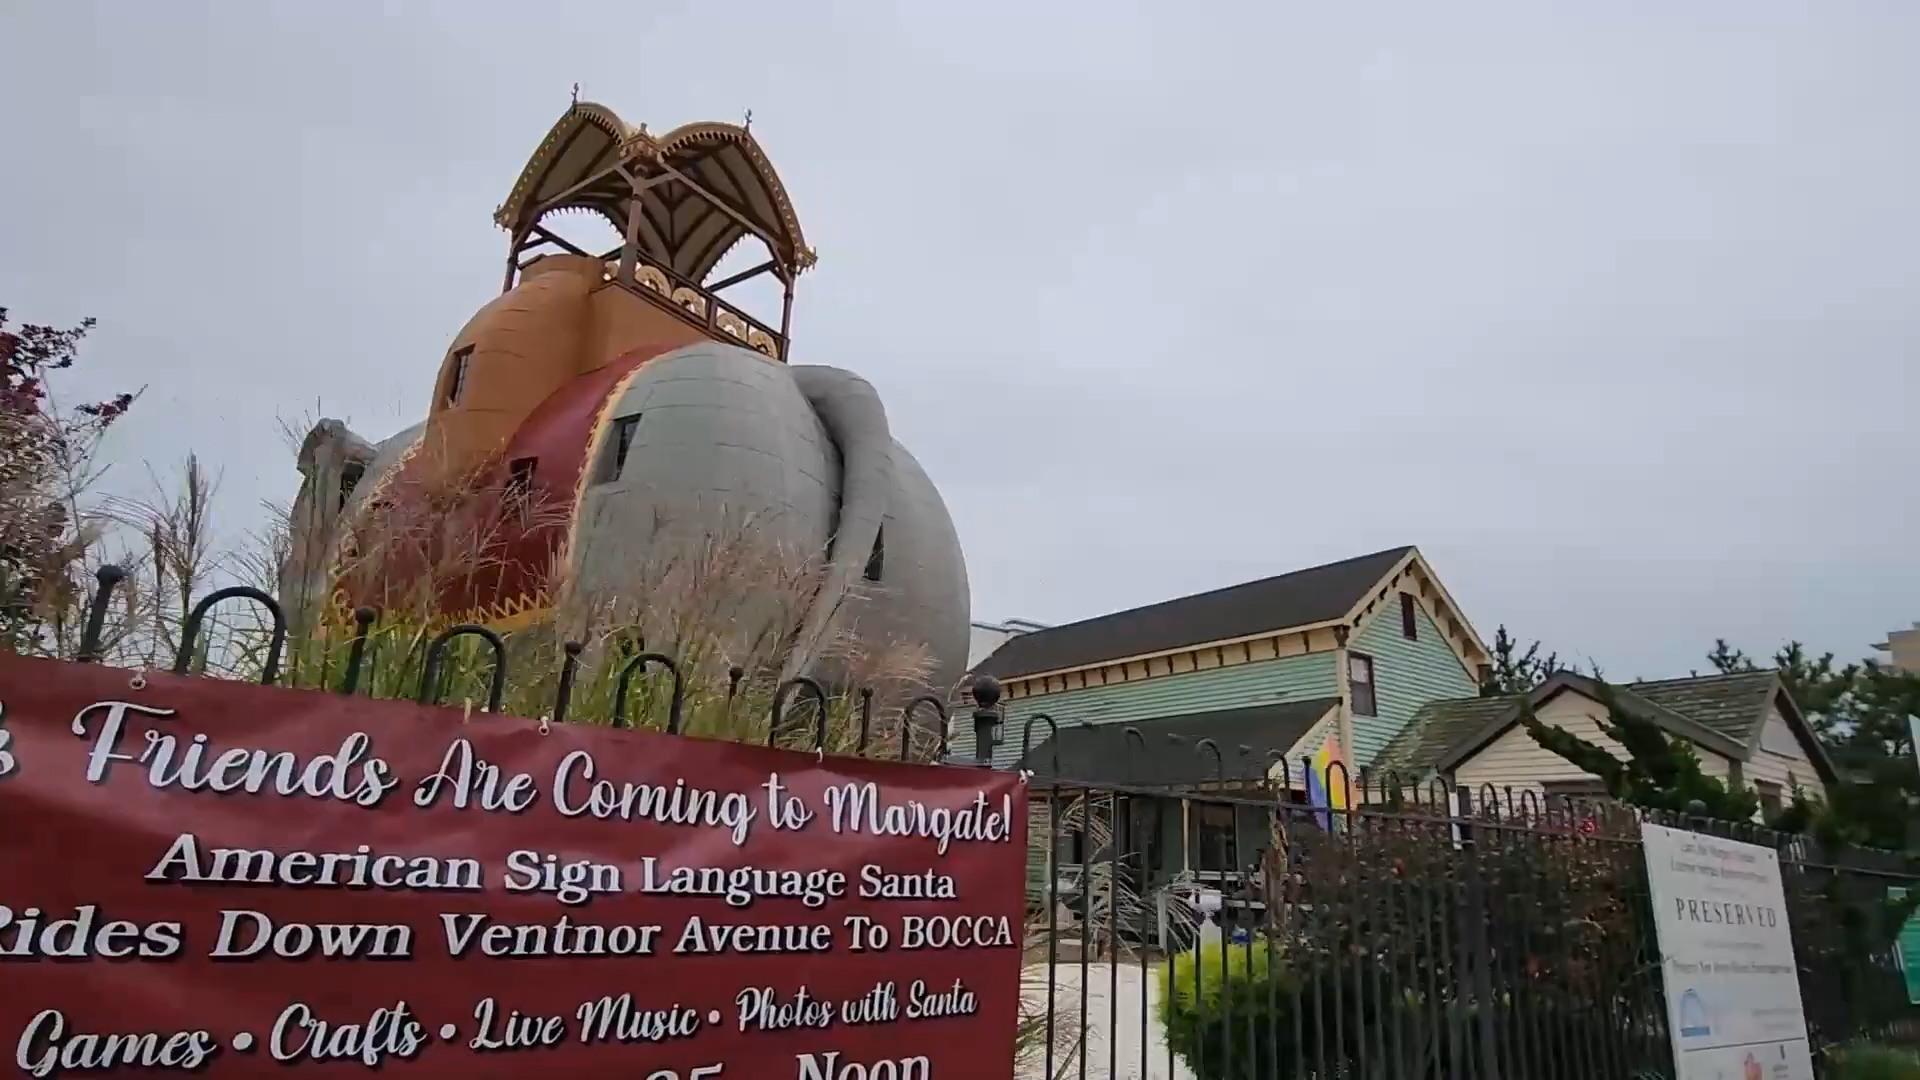 Friends Are Coming to Margate!
American Sign Language Santa
Rides Down Ventnor Avenue To BOCCA
Games • Crafts • Live Music • Photos with Santa
Noon
PRESERVED